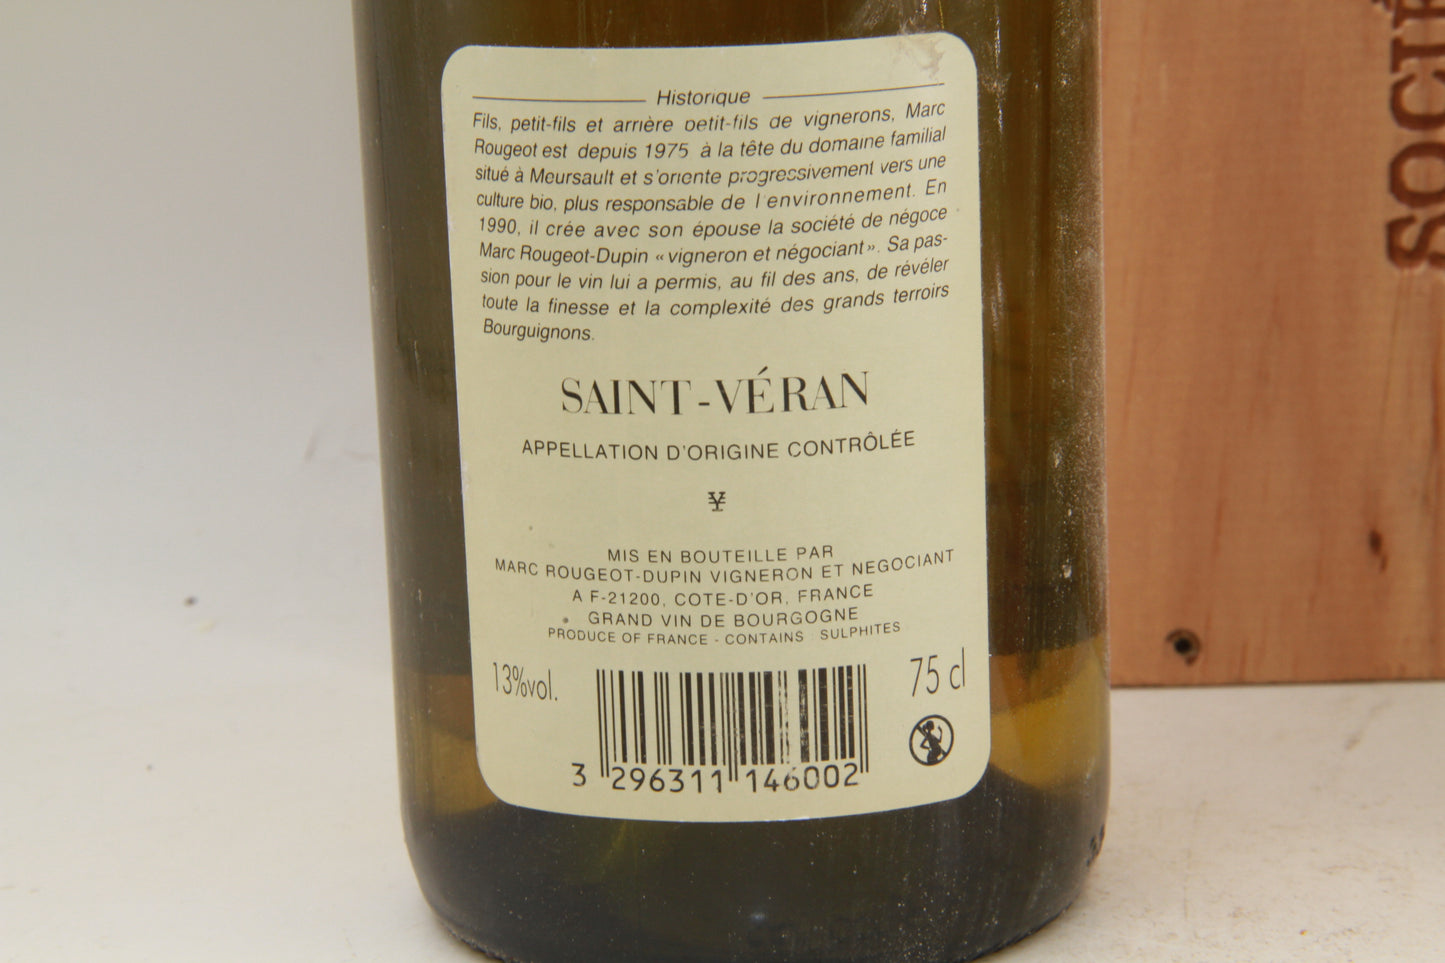 Historique
Fils, petit-fils et arrière petit-fils de vignerons, Marc
Rougeot est depuis 1975 à la tête du domaine familial
situé à Meursault et s'oriente progressivement vers une
culture bio, plus responsable de l'environnement. En
1990, il crée avec son épouse la société de négoce
Marc Rougeot-Dupin « vigneron et négociant ». Sa pas-
sion pour le vin lui a permis, au fil des ans, de révéler
toute la finesse et la complexité des grands terroirs
Bourguignons.
SAINT-VÉRAN
APPELLATION D'ORIGINE CONTRÔLÉE
MIS EN BOUTEILLE PAR
MARC ROUGEOT-DUPIN VIGNERON ET NEGOCIANT
A F-21200, COTE-D'OR, FRANCE
GRAND VIN DE BOURGOGNE
PRODUCE OF FRANCE - CONTAINS SULPHITES
13%vol.
75 cl
3 296311 146002
SOCIÉ